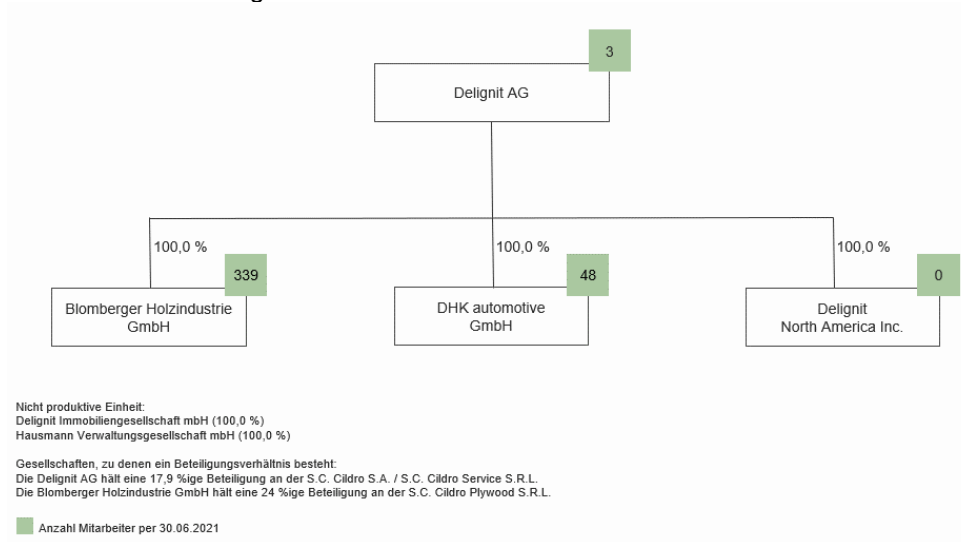 3
Delignit AG
100,0 %
100,0 %
100,0 %
339
48
0
Blomberger Holzindustrie
GmbH
DHK automotive
GmbH
Delignit
North America Inc.
Nicht produktive Einheit:
Delignit Immobiliengesellschaft mbH (100,0 %)
Hausmann Verwaltungsgesellschaft mbH (100,0 %)
Gesellschaften, zu denen ein Beteiligungsverhältnis besteht:
Die Delignit AG hält eine 17,9 %ige Beteiligung an der S.C. Cildro S.A. / S.C. Cildro Service S.R.L.
Die Blomberger Holzindustrie GmbH hält eine 24 %ige Beteiligung an der S.C. Cildro Plywood S.R.L.
Anzahl Mitarbeiter per 30.06.2021